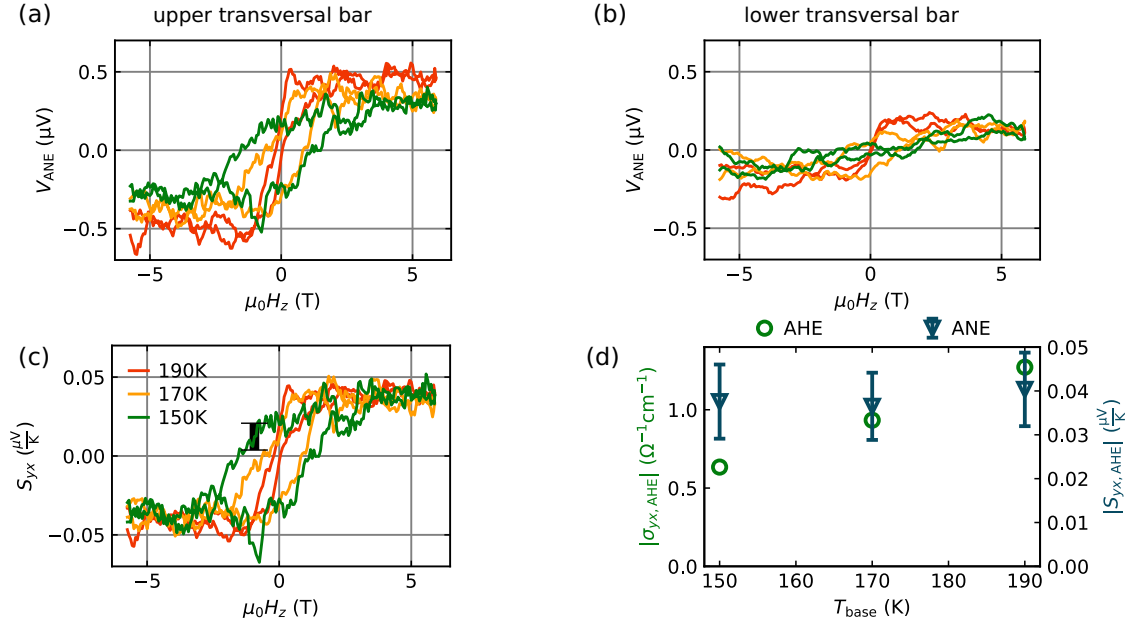 (a) upper transversal bar
V_ANE (µV)
0.5
0.0
−0.5
−5 0 5
µ₀H_z (T)
(b) lower transversal bar
V_ANE (µV)
0.5
0.0
−0.5
−5 0 5
µ₀H_z (T)
(c)
S_yx (µV/K)
0.05
0.00
−0.05
190K
170K
150K
−5 0 5
µ₀H_z (T)
AHE ANE
(d)
|σ_yx,AHE| (Ω⁻¹cm⁻¹)
1.0
0.5
0.0
150 160 170 180 190
T_base (K)
0.05
0.04
0.03
0.02
0.01
0.00
|S_yx,AHE| (µV/K)